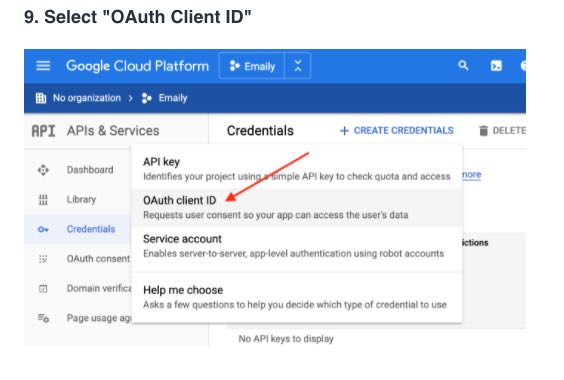 9. Select "OAuth Client ID"
Google Cloud Platform
Emaily
No organization > Emaily
API APIs & Services
Credentials
+ CREATE CREDENTIALS
DELETE
API key
Identifies your project using a simple API key to check quota and access
more
OAuth client ID
Requests user consent so your app can access the user's data
Service account
Enables server-to-server, app-level authentication using robot accounts
Help me choose
Asks a few questions to help you decide which type of credential to use
Dashboard
Library
Credentials
OAuth consent
Domain verifica
Page usage ag
ictions
No API keys to display